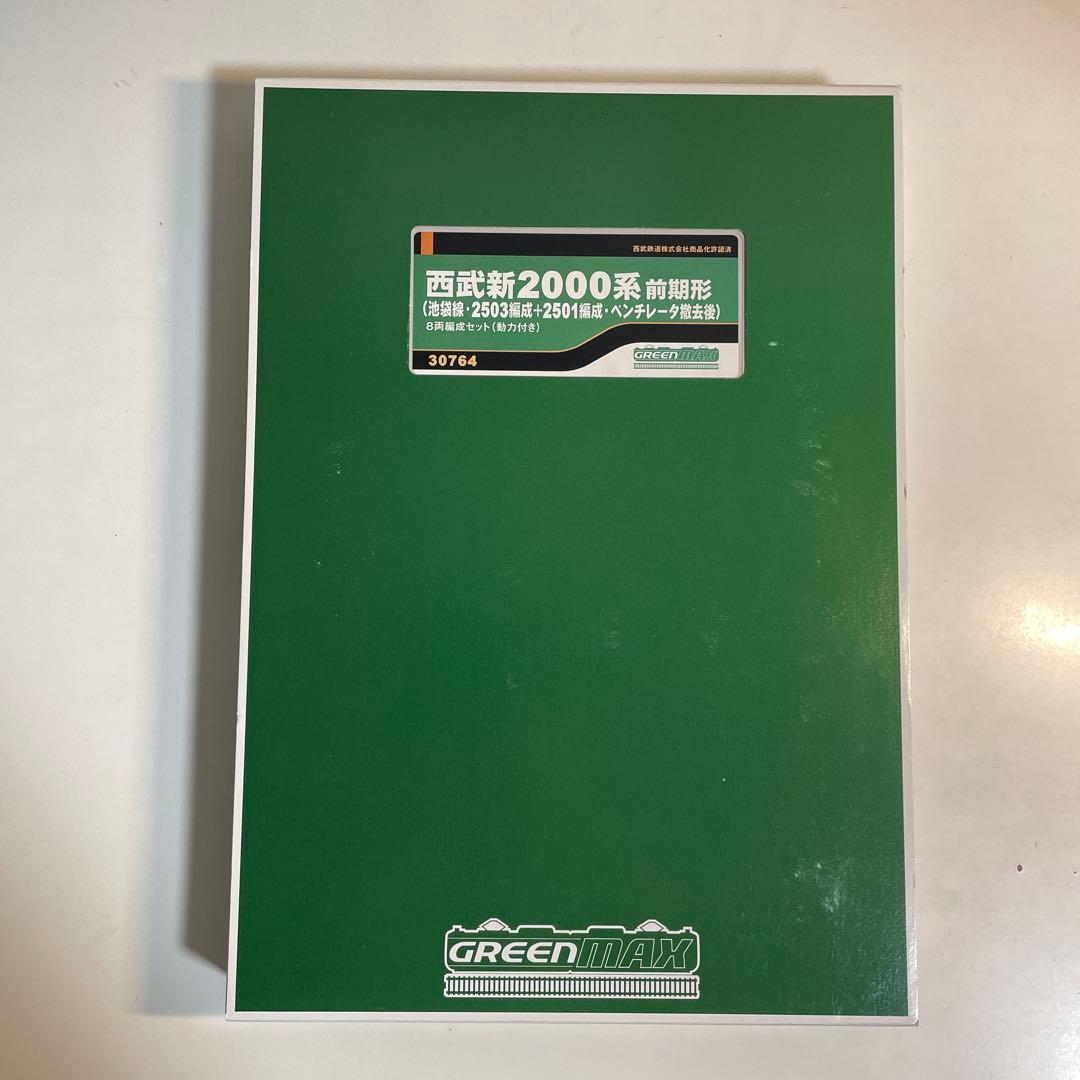 西武鉄道株式会社商品化許諾済
西武新2000系 前期形
(池袋線・2503編成+2501編成・ベンチレータ撤去後)
8両編成セット(動力付き)
30764
GREENMAX
GREENMAX